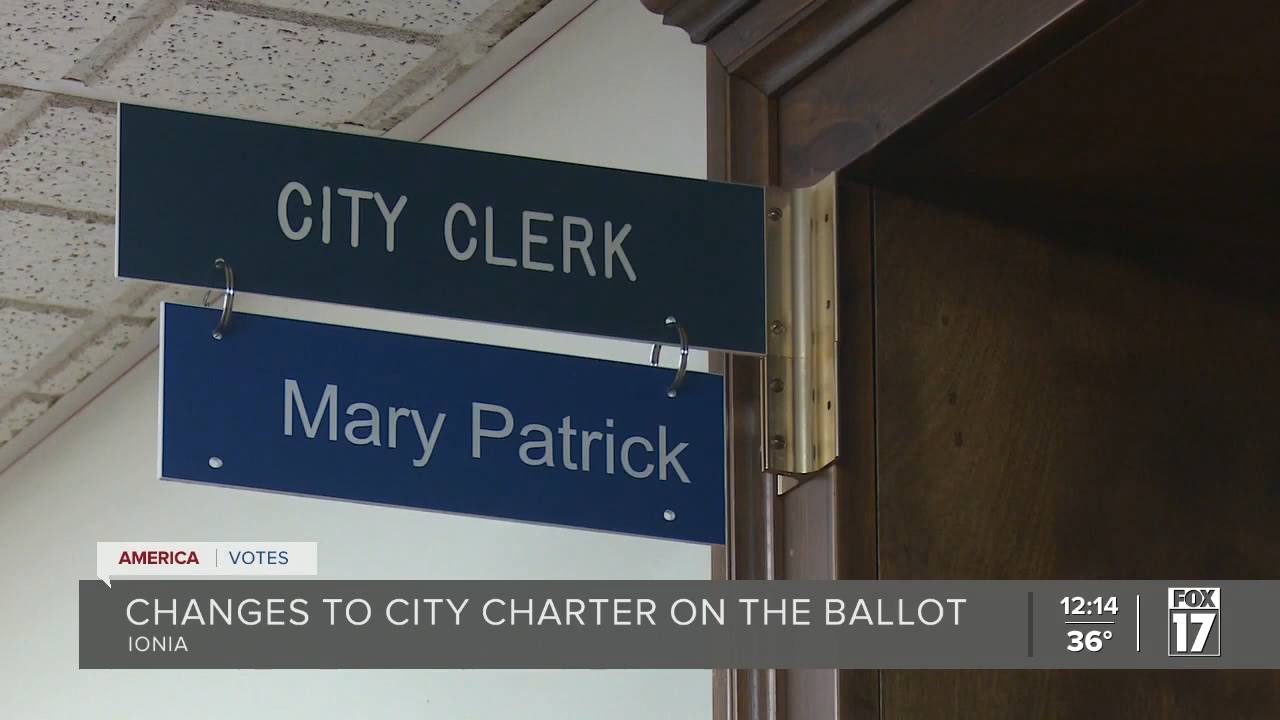 CITY CLERK
Mary Patrick
AMERICA | VOTES
CHANGES TO CITY CHARTER ON THE BALLOT
IONIA
12:14
36°
FOX
17